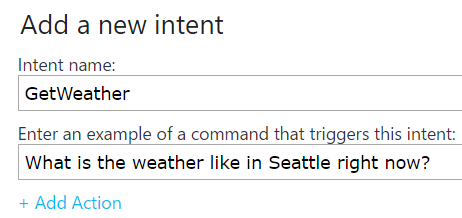 Add a new intent
Intent name:
GetWeather
Enter an example of a command that triggers this intent:
What is the weather like in Seattle right now?
+ Add Action